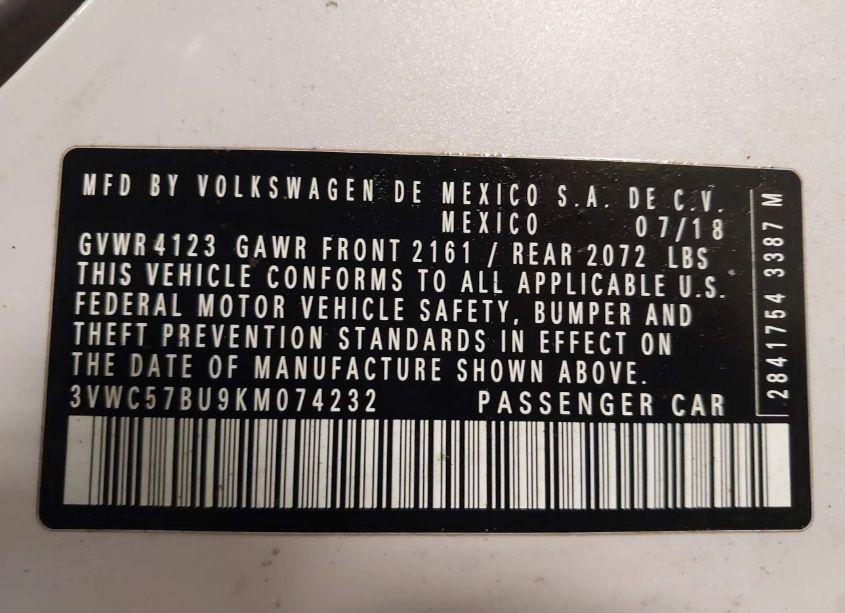 MFD BY VOLKSWAGEN DE MEXICO S.A. DE C.V.
MEXICO 07/18
GVWR 4123 GAWR FRONT 2161 / REAR 2072 LBS
THIS VEHICLE CONFORMS TO ALL APPLICABLE U.S.
FEDERAL MOTOR VEHICLE SAFETY, BUMPER AND
THEFT PREVENTION STANDARDS IN EFFECT ON
THE DATE OF MANUFACTURE SHOWN ABOVE.
3VWC57BU9KM074232 PASSENGER CAR
2841754 3387 M